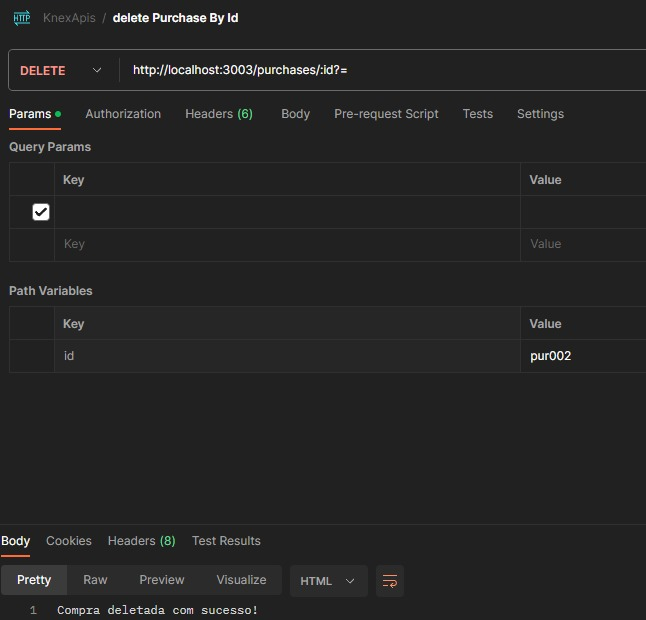 HTTP KnexApis / delete Purchase By Id
DELETE http://localhost:3003/purchases/:id?=
Params Authorization Headers (6) Body Pre-request Script Tests Settings
Query Params
Key Value
Key Value
Path Variables
Key Value
id pur002
Body Cookies Headers (8) Test Results
Pretty Raw Preview Visualize HTML
1 Compra deletada com sucesso!